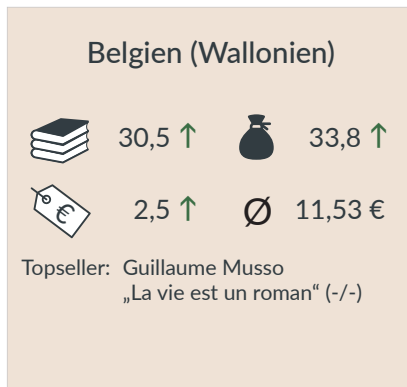 Belgien (Wallonien)
30,5 ↑ 33,8 ↑
€ 2,5 ↑ Ø 11,53 €
Topseller: Guillaume Musso
„La vie est un roman“ (-/-)